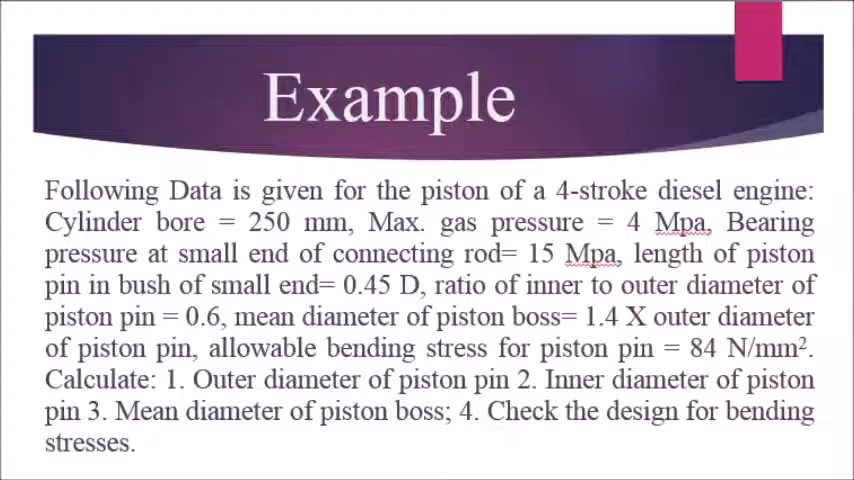 Example
Following Data is given for the piston of a 4-stroke diesel engine:
Cylinder bore = 250 mm, Max. gas pressure = 4 Mpa, Bearing
pressure at small end of connecting rod= 15 Mpa, length of piston
pin in bush of small end= 0.45 D, ratio of inner to outer diameter of
piston pin = 0.6, mean diameter of piston boss= 1.4 X outer diameter
of piston pin, allowable bending stress for piston pin = 84 N/mm².
Calculate: 1. Outer diameter of piston pin 2. Inner diameter of piston
pin 3. Mean diameter of piston boss; 4. Check the design for bending
stresses.